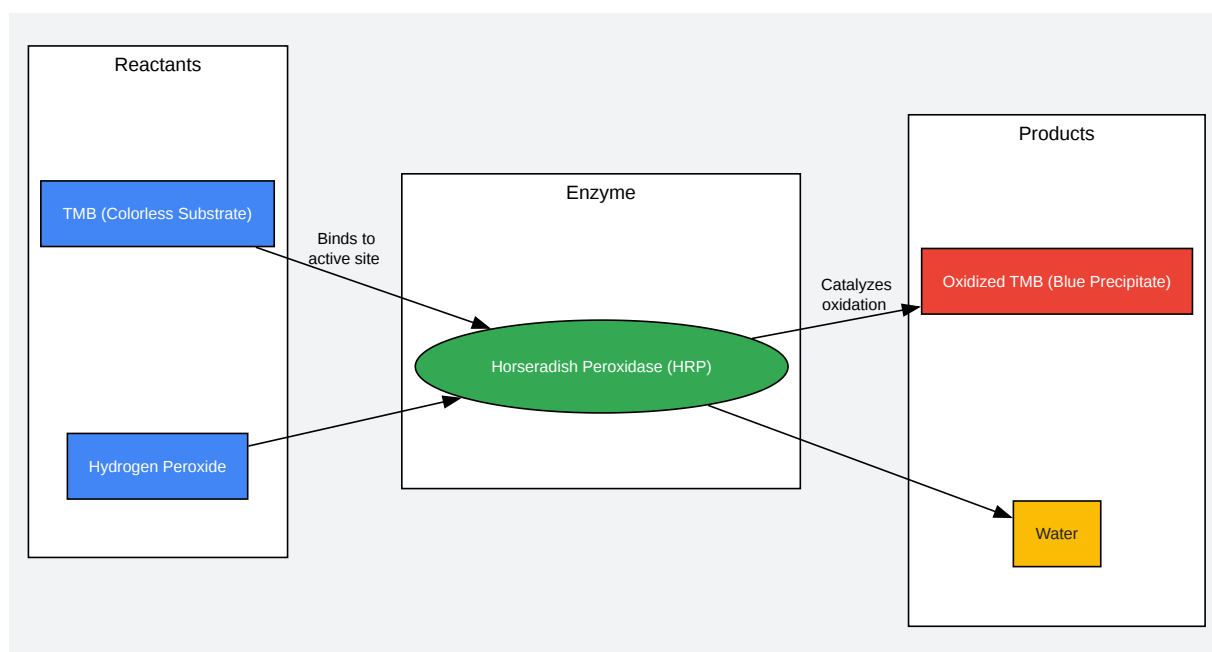 Reactants
TMB (Colorless Substrate)
Hydrogen Peroxide
Binds to
active site
Enzyme
Horseradish Peroxidase (HRP)
Catalyzes
oxidation
Products
Oxidized TMB (Blue Precipitate)
Water